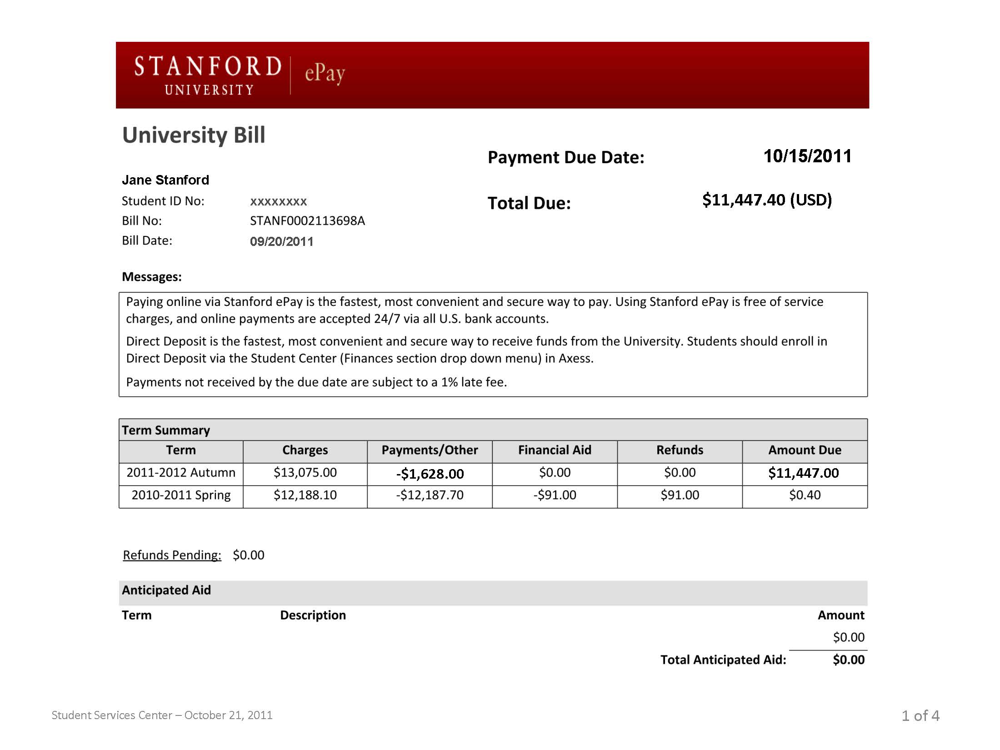 STANFORD
UNIVERSITY
ePay
University Bill
Payment Due Date: 10/15/2011
Jane Stanford
Student ID No: xxxxxxxx
Total Due: $11,447.40 (USD)
Bill No: STANF0002113698A
Bill Date: 09/20/2011
Messages:
Paying online via Stanford ePay is the fastest, most convenient and secure way to pay. Using Stanford ePay is free of service
charges, and online payments are accepted 24/7 via all U.S. bank accounts.
Direct Deposit is the fastest, most convenient and secure way to receive funds from the University. Students should enroll in
Direct Deposit via the Student Center (Finances section drop down menu) in Axess.
Payments not received by the due date are subject to a 1% late fee.
Term Summary
Term Charges Payments/Other Financial Aid Refunds Amount Due
2011-2012 Autumn $13,075.00 -$1,628.00 $0.00 $0.00 $11,447.00
2010-2011 Spring $12,188.10 -$12,187.70 -$91.00 $91.00 $0.40
Refunds Pending: $0.00
Anticipated Aid
Term Description Amount
$0.00
Total Anticipated Aid: $0.00
Student Services Center – October 21, 2011
1 of 4